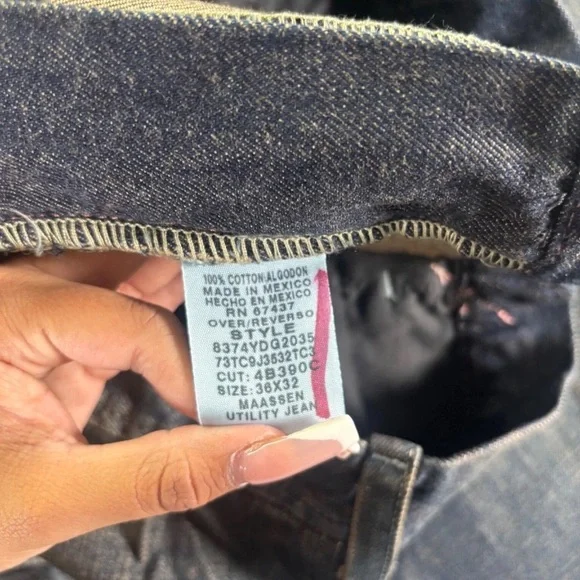 100% COTTON/ALGODON
MADE IN MEXICO
HECHO EN MEXICO
RN 67437
OVER/REVERSO
STYLE
8374YDG2035
73TC9J3532TC3
CUT: 4B390C
SIZE: 36X32
MAASSEN
UTILITY JEAN